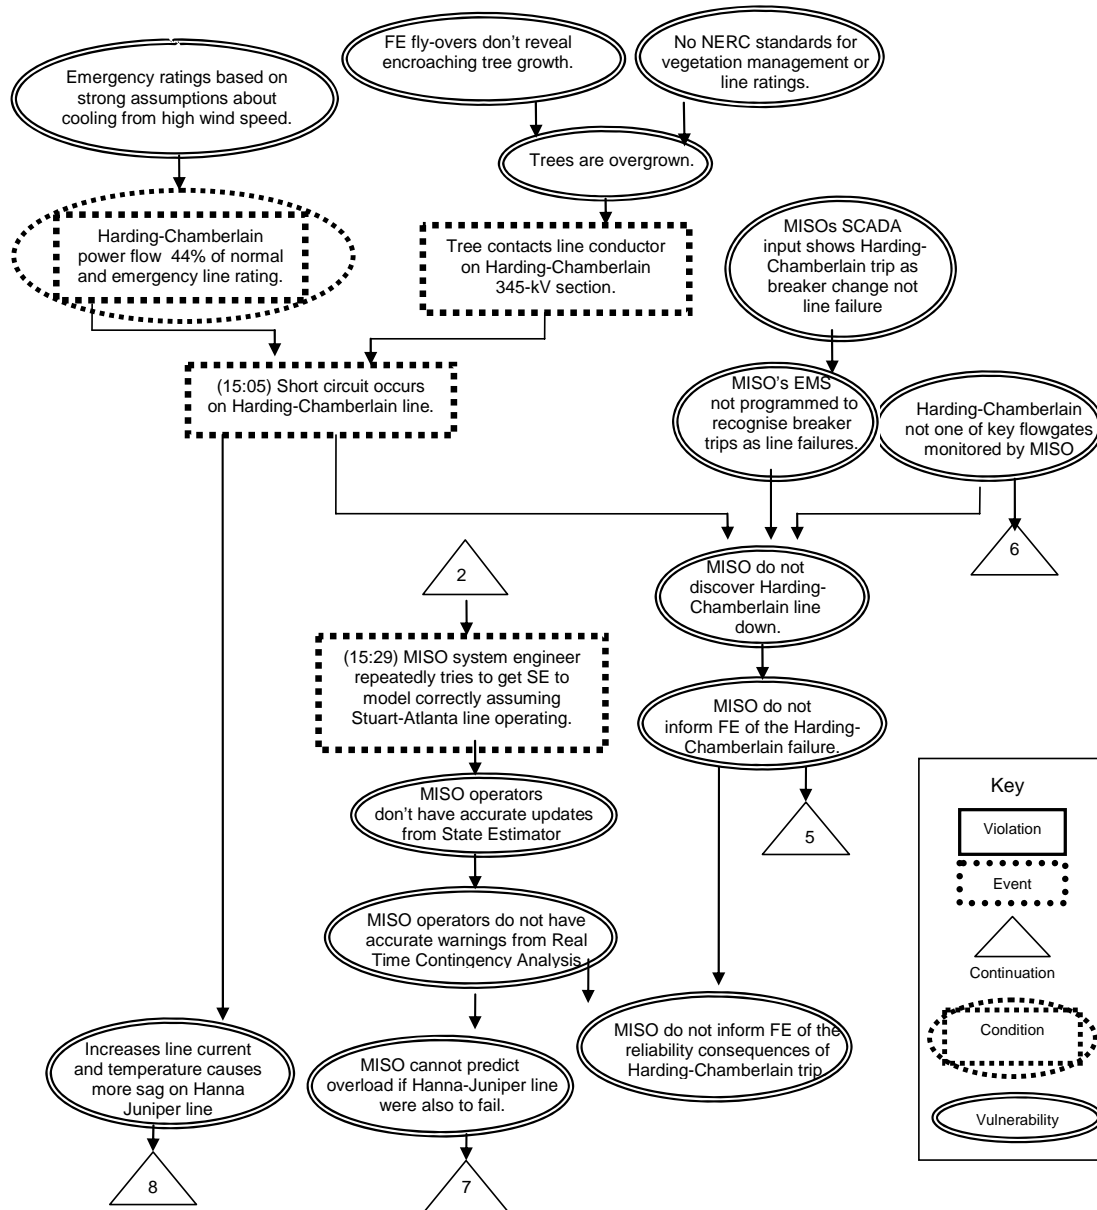 Emergency ratings based on
strong assumptions about
cooling from high wind speed.
FE fly-overs don't reveal
encroaching tree growth.
No NERC standards for
vegetation management or
line ratings.
Trees are overgrown.
Harding-Chamberlain
power flow 44% of normal
and emergency line rating.
Tree contacts line conductor
on Harding-Chamberlain
345-kV section.
MISOs SCADA
input shows Harding-
Chamberlain trip as
breaker change not
line failure
(15:05) Short circuit occurs
on Harding-Chamberlain line.
MISO's EMS
not programmed to
recognise breaker
trips as line failures.
Harding-Chamberlain
not one of key flowgates
monitored by MISO
6
2
MISO do not
discover Harding-
Chamberlain line
down.
(15:29) MISO system engineer
repeatedly tries to get SE to
model correctly assuming
Stuart-Atlanta line operating.
MISO do not
inform FE of the Harding-
Chamberlain failure.
5
MISO operators
don't have accurate updates
from State Estimator
MISO operators do not have
accurate warnings from Real
Time Contingency Analysis
MISO do not inform FE of the
reliability consequences of
Harding-Chamberlain trip
Increases line current
and temperature causes
more sag on Hanna
Juniper line
MISO cannot predict
overload if Hanna-Juniper line
were also to fail.
8
7
Key
Violation
Event
Continuation
Condition
Vulnerability